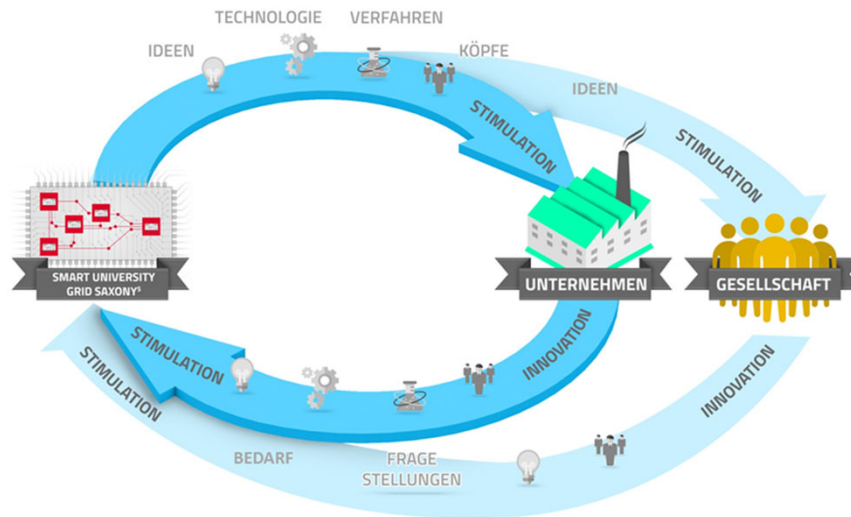 TECHNOLOGIE
VERFAHREN
IDEEN
KÖPFE
IDEEN
STIMULATION
STIMULATION
SMART UNIVERSITY
GRID SAXONY⁵
UNTERNEHMEN
GESELLSCHAFT
STIMULATION
INNOVATION
STIMULATION
INNOVATION
BEDARF
FRAGE
STELLUNGEN